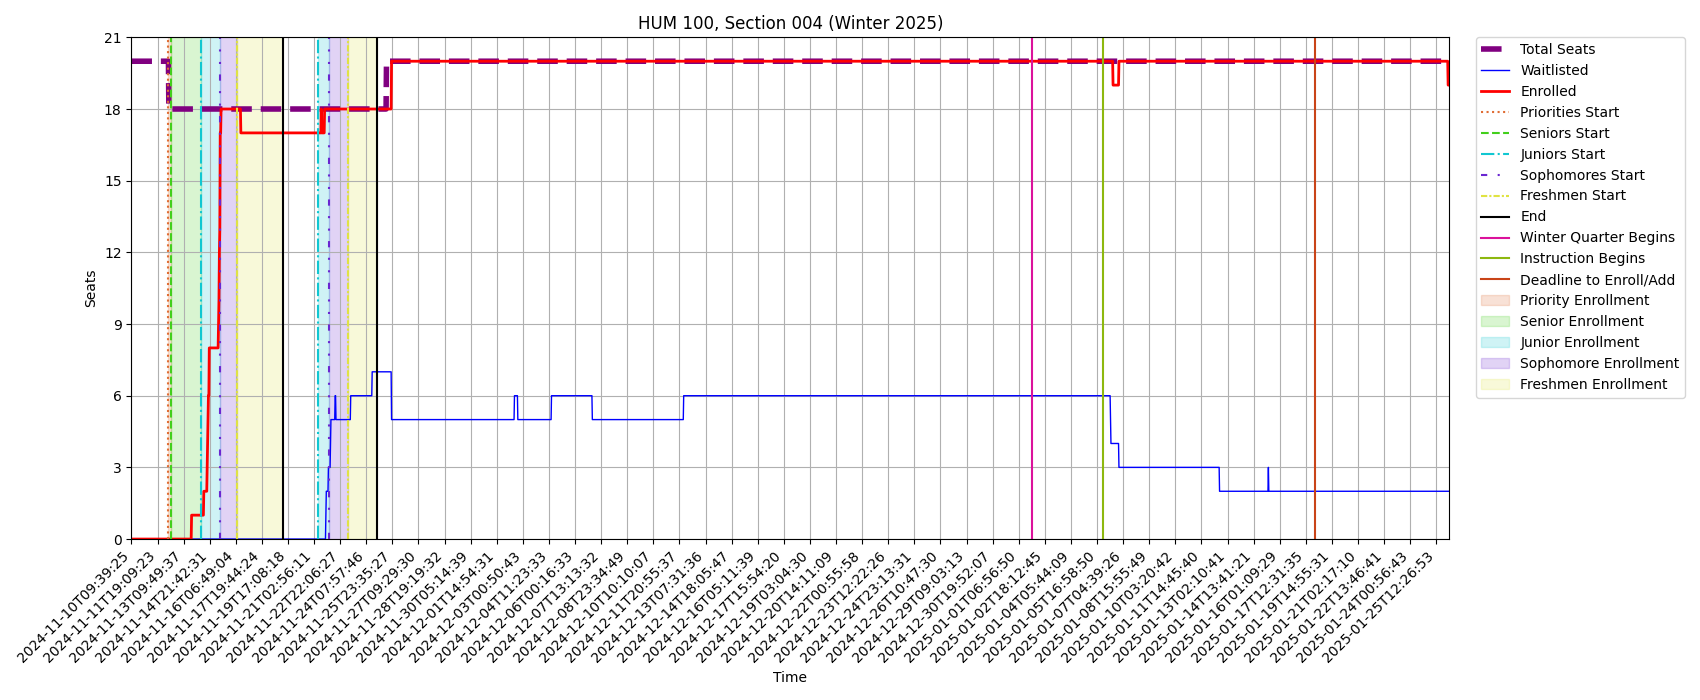 HUM 100, Section 004 (Winter 2025)
21
18
15
12
9
6
3
0
Seats
2024-11-10T09:39:25
2024-11-11T19:09:23
2024-11-13T09:49:37
2024-11-14T21:42:31
2024-11-16T06:49:04
2024-11-17T19:44:24
2024-11-19T17:08:18
2024-11-21T02:56:11
2024-11-22T22:06:27
2024-11-24T07:57:46
2024-11-25T23:35:27
2024-11-27T09:29:30
2024-11-28T19:19:32
2024-11-30T05:14:39
2024-12-01T14:54:31
2024-12-03T00:50:43
2024-12-04T11:23:33
2024-12-06T00:16:33
2024-12-07T13:13:32
2024-12-08T23:34:49
2024-12-10T10:10:07
2024-12-11T20:55:37
2024-12-13T07:31:36
2024-12-14T18:05:47
2024-12-16T05:11:39
2024-12-17T15:54:20
2024-12-19T03:04:30
2024-12-20T14:11:09
2024-12-22T00:55:58
2024-12-23T12:22:26
2024-12-24T23:13:31
2024-12-26T10:47:30
2024-12-29T09:03:13
2024-12-30T19:52:07
2025-01-01T06:56:50
2025-01-02T18:12:45
2025-01-04T05:44:09
2025-01-05T16:58:50
2025-01-07T04:39:26
2025-01-08T15:55:49
2025-01-10T03:20:42
2025-01-11T14:45:40
2025-01-13T02:10:41
2025-01-14T13:41:21
2025-01-16T01:09:29
2025-01-17T12:31:35
2025-01-19T14:55:31
2025-01-21T02:17:10
2025-01-22T13:46:41
2025-01-24T00:56:43
2025-01-25T12:26:53
Time
Total Seats
Waitlisted
Enrolled
Priorities Start
Seniors Start
Juniors Start
Sophomores Start
Freshmen Start
End
Winter Quarter Begins
Instruction Begins
Deadline to Enroll/Add
Priority Enrollment
Senior Enrollment
Junior Enrollment
Sophomore Enrollment
Freshmen Enrollment